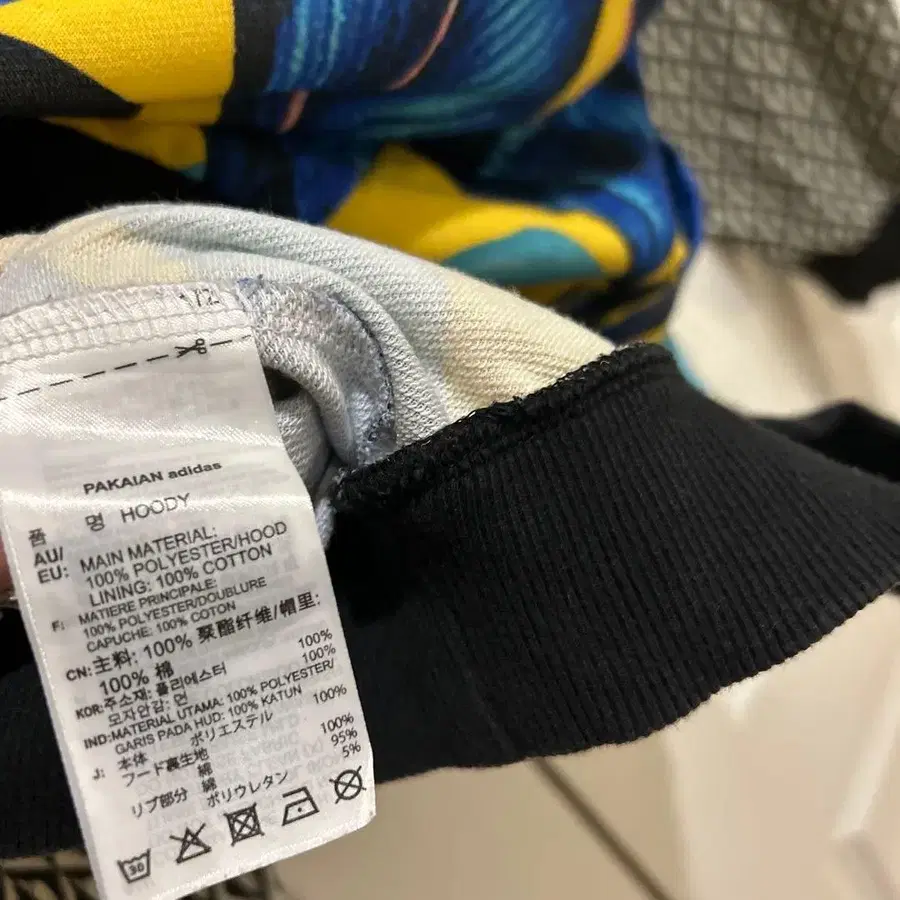 1/2
PAKAIAN adidas
품 명 HOODY
AU/
EU: MAIN MATERIAL:
100% POLYESTER/HOOD
LINING: 100% COTTON
F: MATIERE PRINCIPALE:
100% POLYESTER/DOUBLURE
CAPUCHE: 100% COTON
CN: 主料: 100% 聚酯纤维/帽里:
100% 棉
KOR: 주소재: 폴리에스터 100%
모자안감: 면 100%
IND: MATERIAL UTAMA: 100% POLYESTER/
GARIS PADA HUD: 100% KATUN
J: 本体 ポリエステル 100%
フード裏生地 綿 100%
リブ部分 綿 95%
ポリウレタン 5%
30